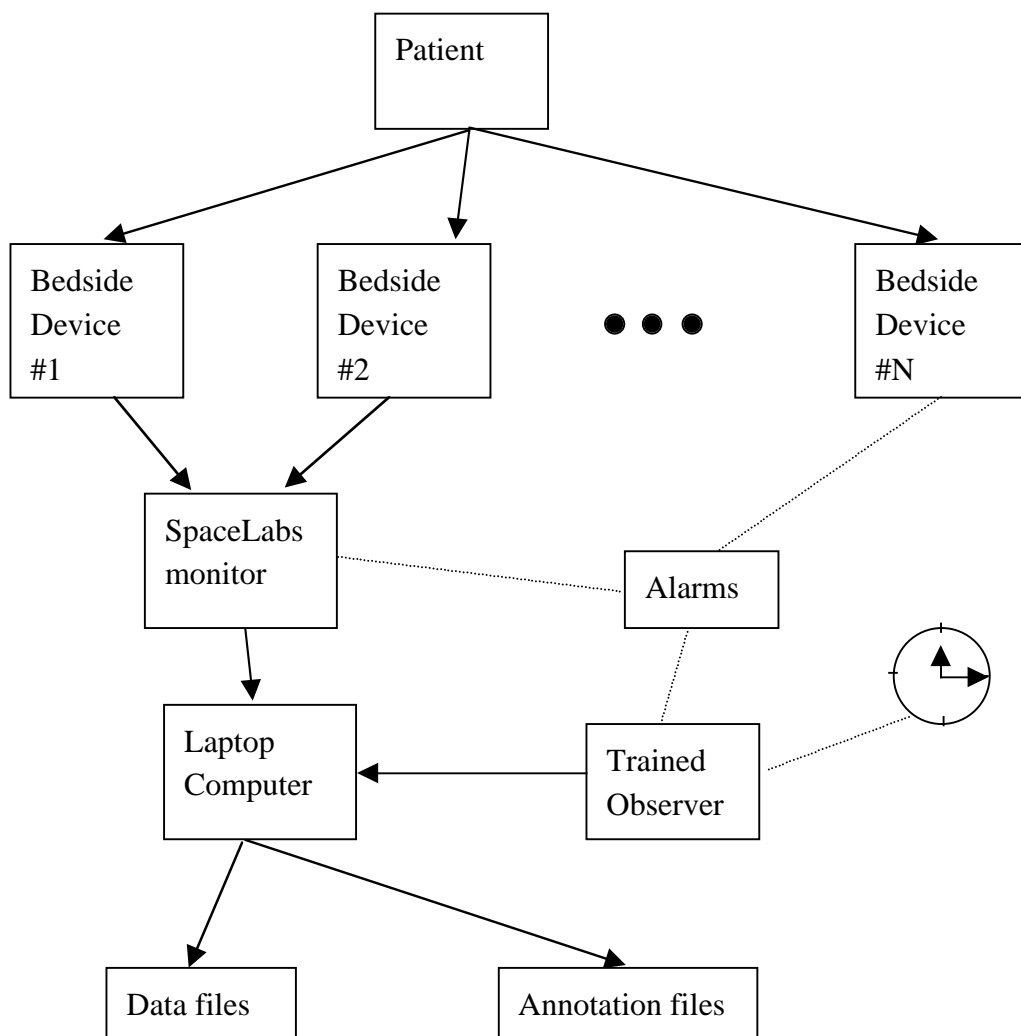 Patient
Bedside
Device
#1
Bedside
Device
#2
Bedside
Device
#N
SpaceLabs
monitor
Alarms
Laptop
Computer
Trained
Observer
Data files
Annotation files